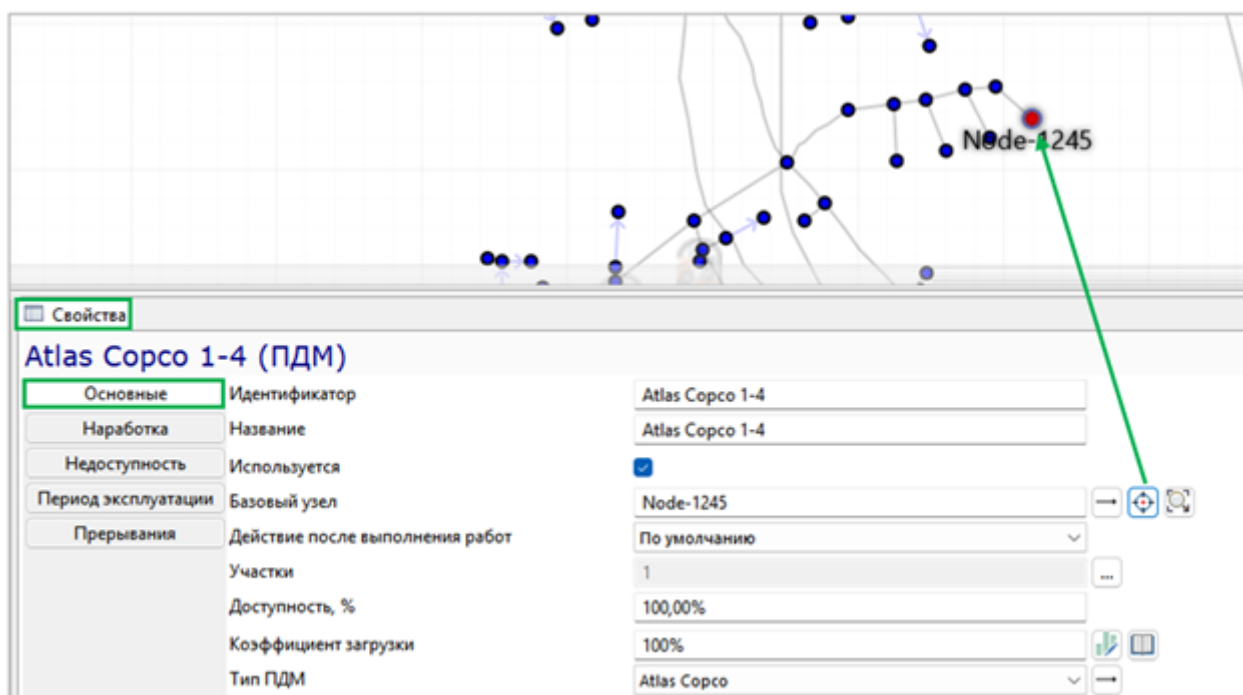 Node-1245
Свойства
Atlas Copco 1-4 (ПДМ)
Основные Идентификатор Atlas Copco 1-4
Наработка Название Atlas Copco 1-4
Недоступность Используется
Период эксплуатации Базовый узел Node-1245
Прерывания Действие после выполнения работ По умолчанию
Участки 1 ...
Доступность, % 100,00%
Коэффициент загрузки 100%
Тип ПДМ Atlas Copco